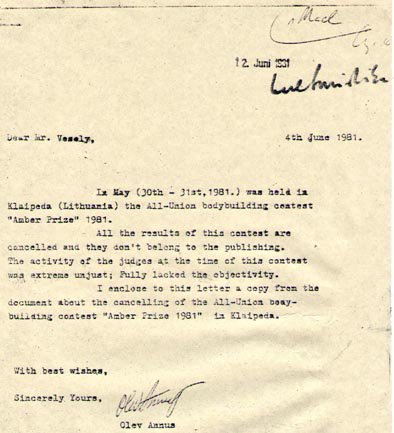 12. Juni 1981
Dear Mr. Vesely,
4th June 1981.
In May (30th - 31st,1981.) was held in
Klaipeda (Lithuania) the All-Union bodybuilding contest
"Amber Prize" 1981.
All the results of this contest are
cancelled and they don't belong to the publishing.
The activity of the judges at the time of this contest
was extreme unjust; Fully lacked the objectivity.
I enclose to this letter a copy from the
document about the cancelling of the All-Union body-
building contest "Amber Prize 1981" in Klaipeda.
With best wishes,
Sincerely Yours,
Olev Annus